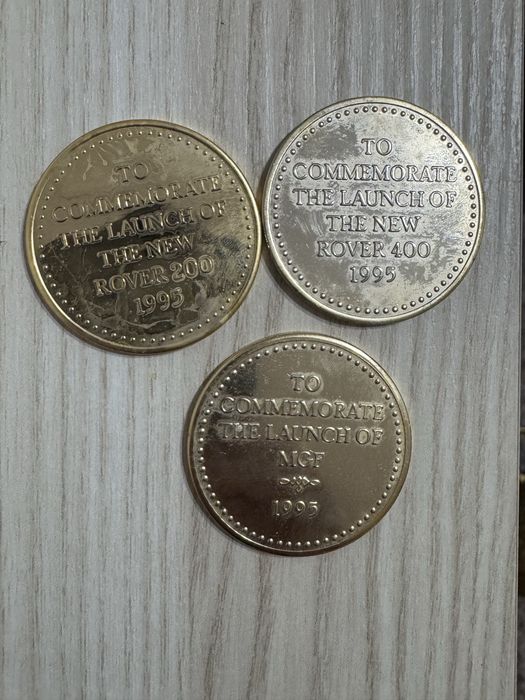 TO
COMMEMORATE
THE LAUNCH OF
THE NEW
ROVER 200
1995
TO
COMMEMORATE
THE LAUNCH OF
THE NEW
ROVER 400
1995
TO
COMMEMORATE
THE LAUNCH OF
MGF
1995